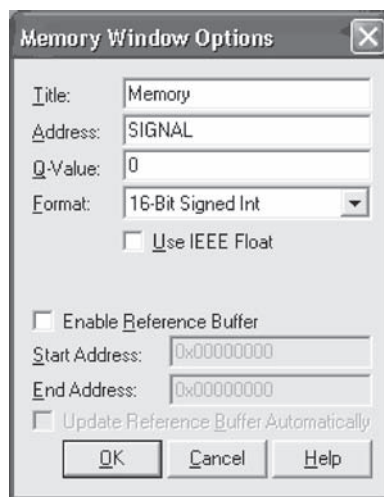 Memory Window Options
Title: Memory
Address: SIGNAL
Q-Value: 0
Format: 16-Bit Signed Int
Use IEEE Float
Enable Reference Buffer
Start Address: 0x00000000
End Address: 0x00000000
Update Reference Buffer Automatically
OK Cancel Help